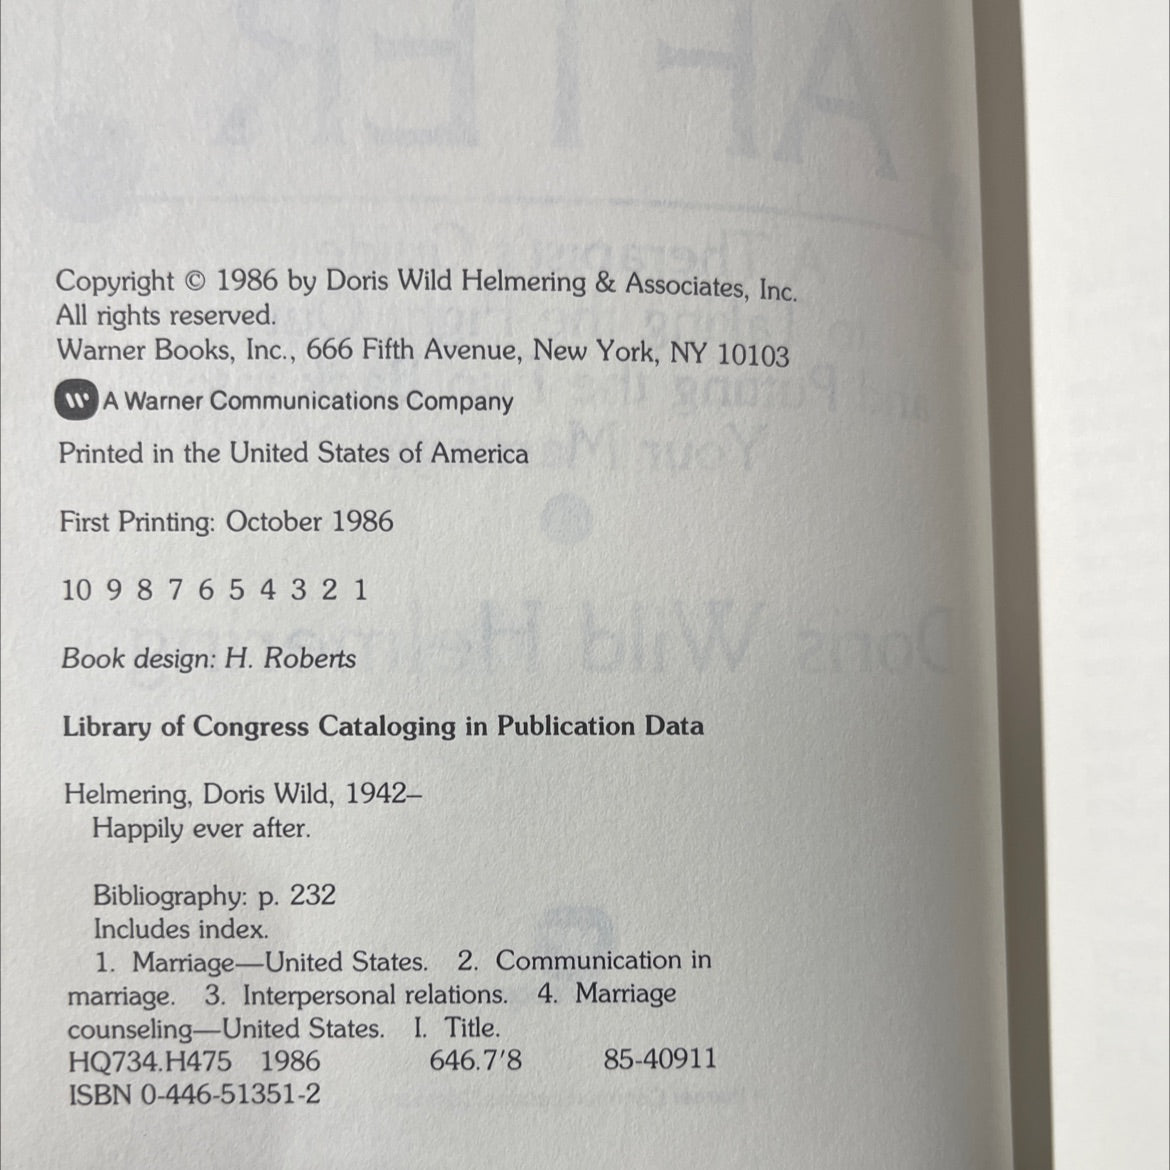 Copyright © 1986 by Doris Wild Helmering & Associates, Inc.
All rights reserved.
Warner Books, Inc., 666 Fifth Avenue, New York, NY 10103
A Warner Communications Company
Printed in the United States of America
First Printing: October 1986
10 9 8 7 6 5 4 3 2 1
Book design: H. Roberts
Library of Congress Cataloging in Publication Data
Helmering, Doris Wild, 1942–
Happily ever after.
Bibliography: p. 232
Includes index.
1. Marriage—United States. 2. Communication in
marriage. 3. Interpersonal relations. 4. Marriage
counseling—United States. I. Title.
HQ734.H475 1986 646.7'8 85-40911
ISBN 0-446-51351-2